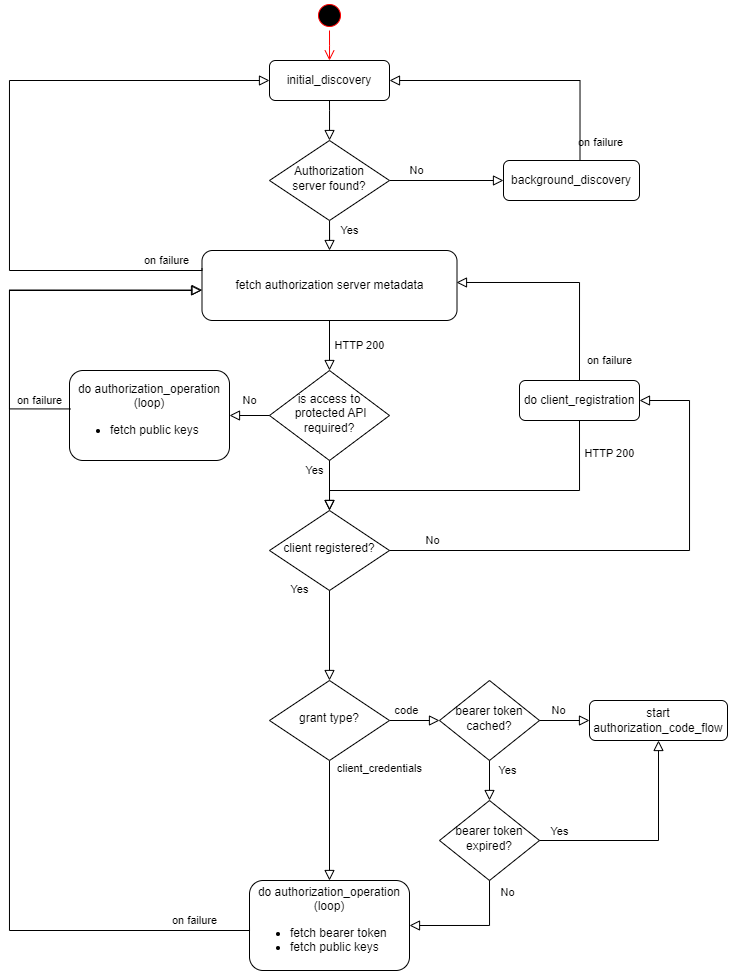 initial_discovery
on failure
Authorization
server found?
No
background_discovery
Yes
on failure
fetch authorization server metadata
HTTP 200
on failure
do authorization_operation
(loop)
• fetch public keys
on failure
No
is access to
protected API
required?
do client_registration
HTTP 200
Yes
client registered?
No
Yes
grant type?
code
bearer token
cached?
No
start
authorization_code_flow
client_credentials
Yes
bearer token
expired?
Yes
No
do authorization_operation
(loop)
• fetch bearer token
• fetch public keys
on failure